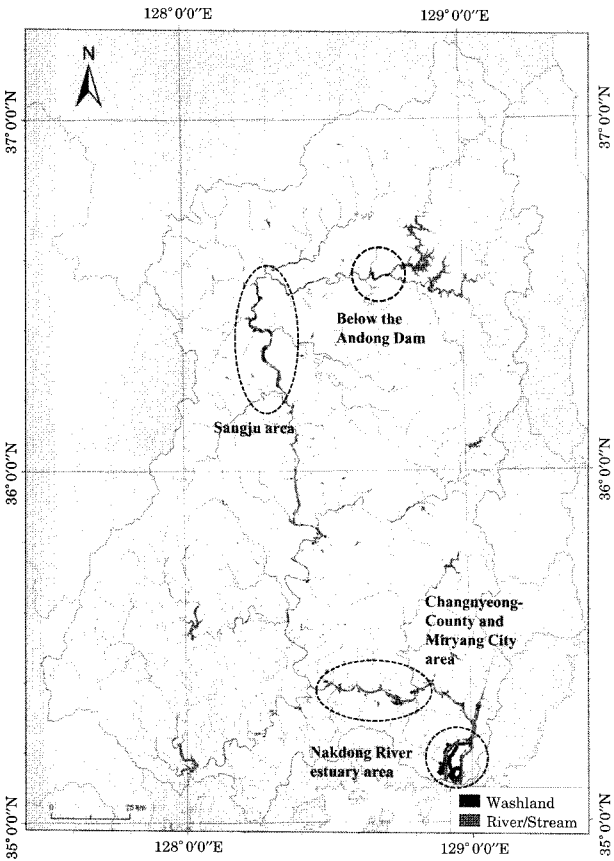 128° 0'0"E
129° 0'0"E
N
37° 0'0"N
37° 0'0"N
Below the
Andong Dam
Sangju area
36° 0'0"N
36° 0'0"N
Changnyeong-
County and
Miryang City
area
Nakdong River
estuary area
0
25 km
Washland
River/Stream
35° 0'0"N
35° 0'0"N
128° 0'0"E
129° 0'0"E